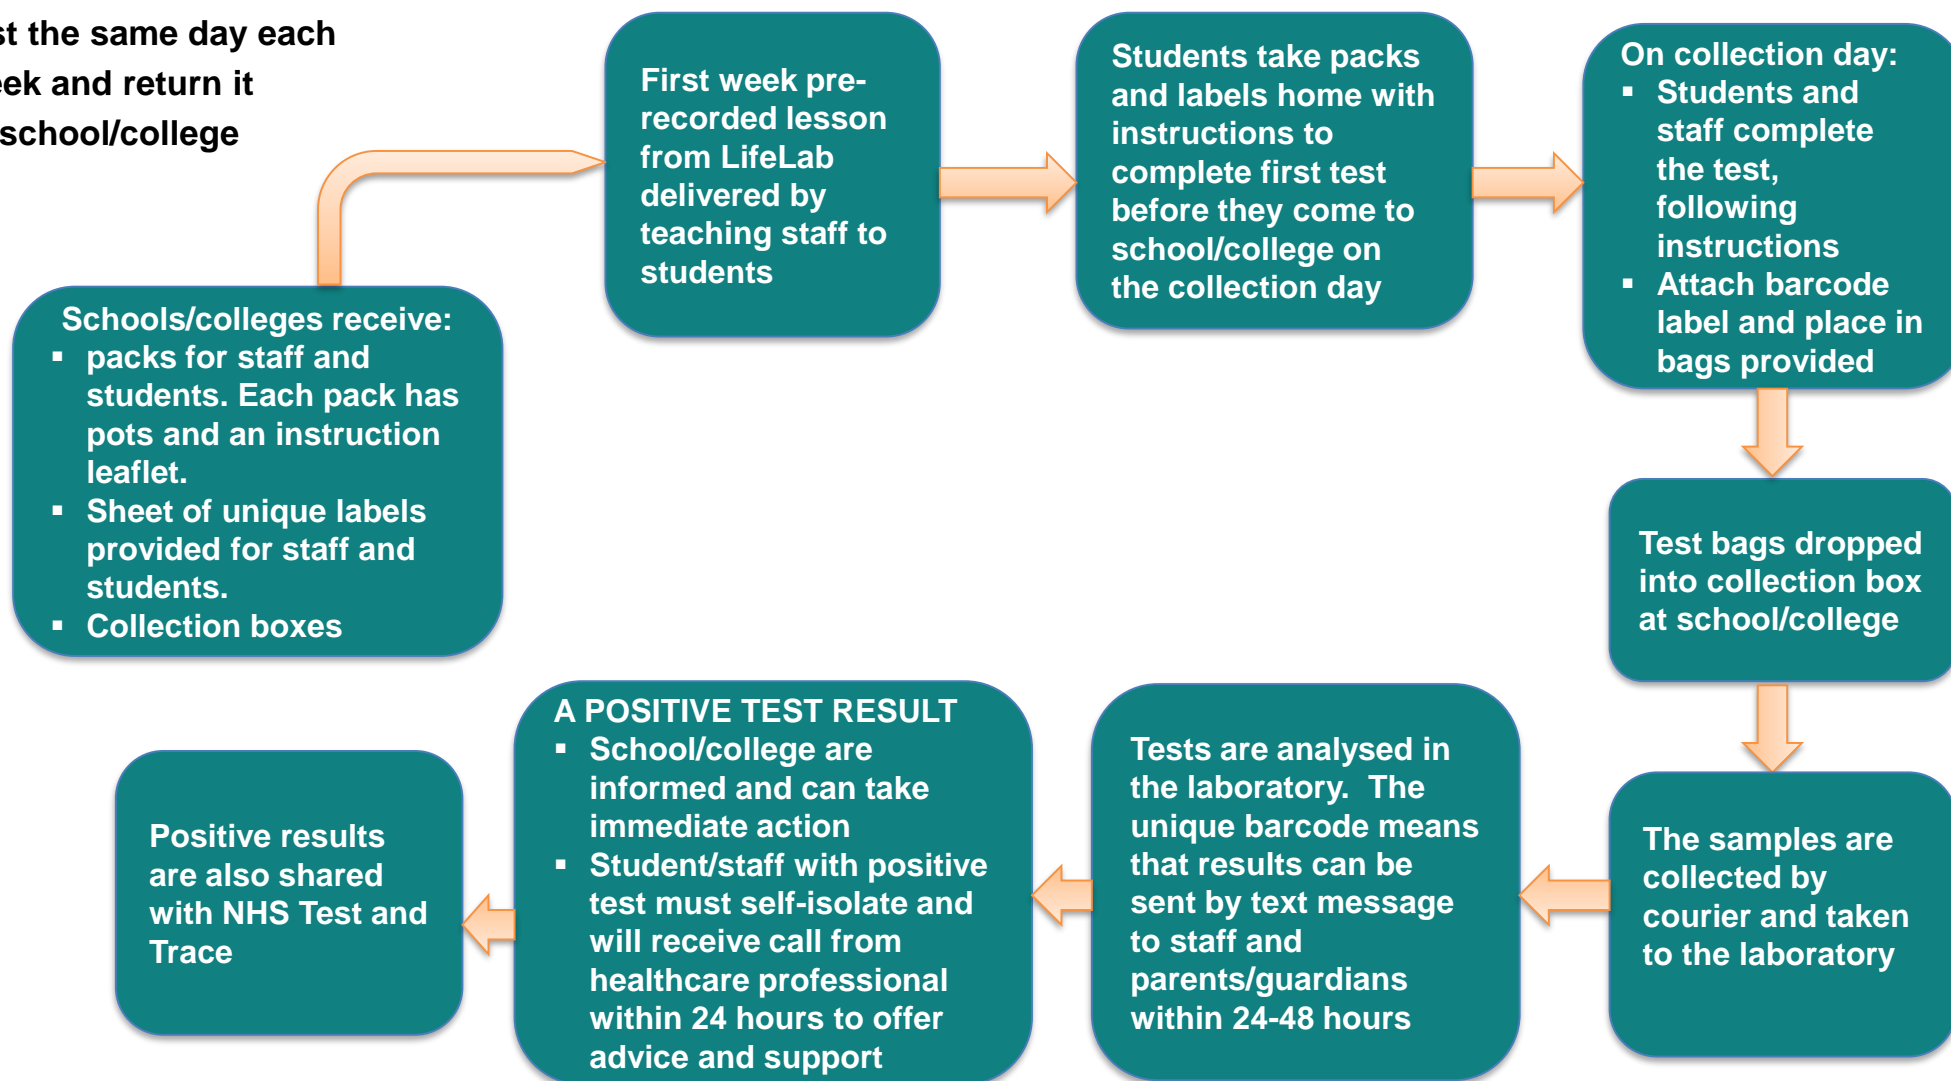 the same day each
and return it
school/college
Schools/colleges receive:
▪ packs for staff and
students. Each pack has
pots and an instruction
leaflet.
▪ Sheet of unique labels
provided for staff and
students.
▪ Collection boxes
First week pre-
recorded lesson
from LifeLab
delivered by
teaching staff to
students
Students take packs
and labels home with
instructions to
complete first test
before they come to
school/college on
the collection day
On collection day:
▪ Students and
staff complete
the test,
following
instructions
▪ Attach barcode
label and place in
bags provided
Test bags dropped
into collection box
at school/college
The samples are
collected by
courier and taken
to the laboratory
Tests are analysed in
the laboratory.  The
unique barcode means
that results can be
sent by text message
to staff and
parents/guardians
within 24-48 hours
A POSITIVE TEST RESULT
▪ School/college are
informed and can take
immediate action
▪ Student/staff with positive
test must self-isolate and
will receive call from
healthcare professional
within 24 hours to offer
advice and support
Positive results
are also shared
with NHS Test and
Trace